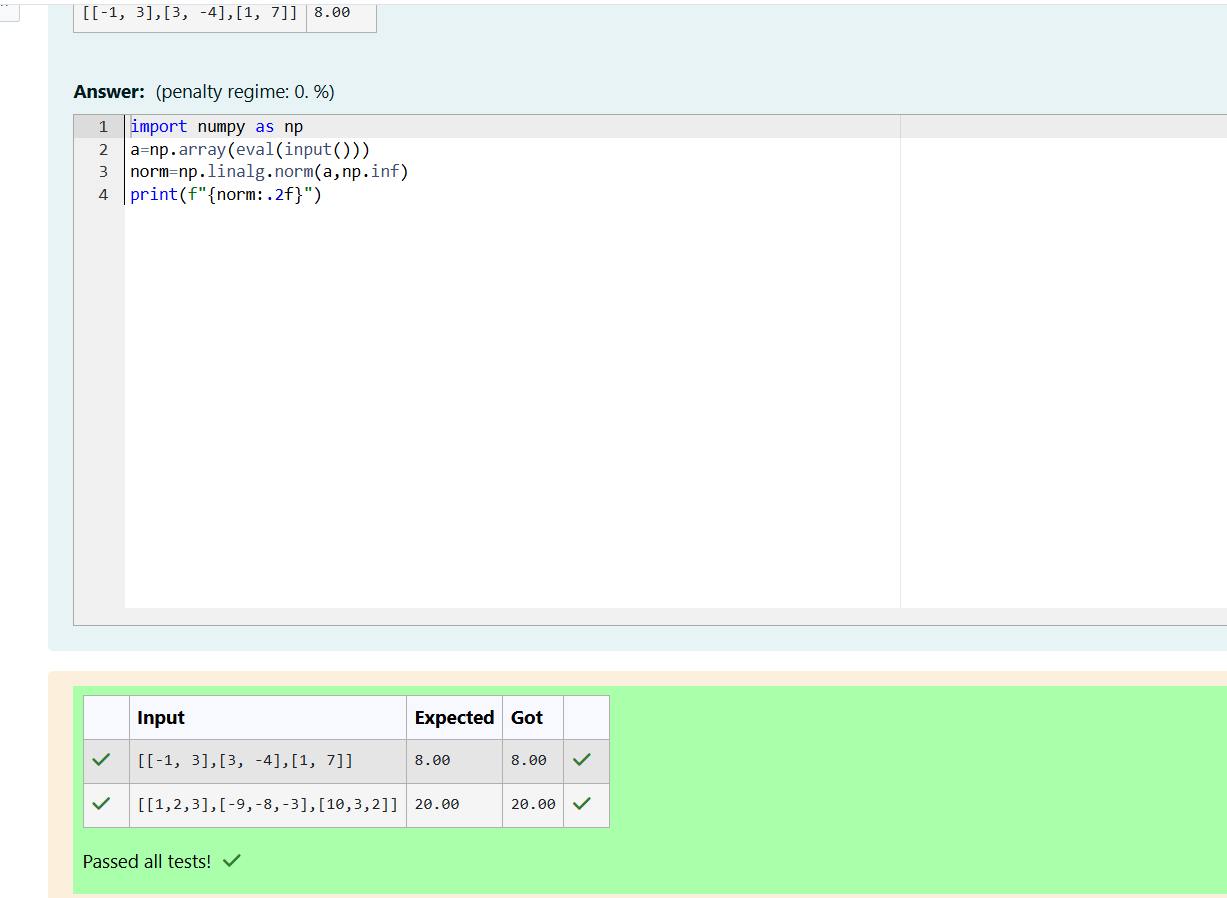 [[-1, 3],[3, -4],[1, 7]] 8.00
Answer: (penalty regime: 0. %)
1 import numpy as np
2 a=np.array(eval(input()))
3 norm=np.linalg.norm(a,np.inf)
4 print(f"{norm:.2f}")
Input Expected Got
[[-1, 3],[3, -4],[1, 7]] 8.00 8.00
[[1,2,3],[-9,-8,-3],[10,3,2]] 20.00 20.00
Passed all tests!